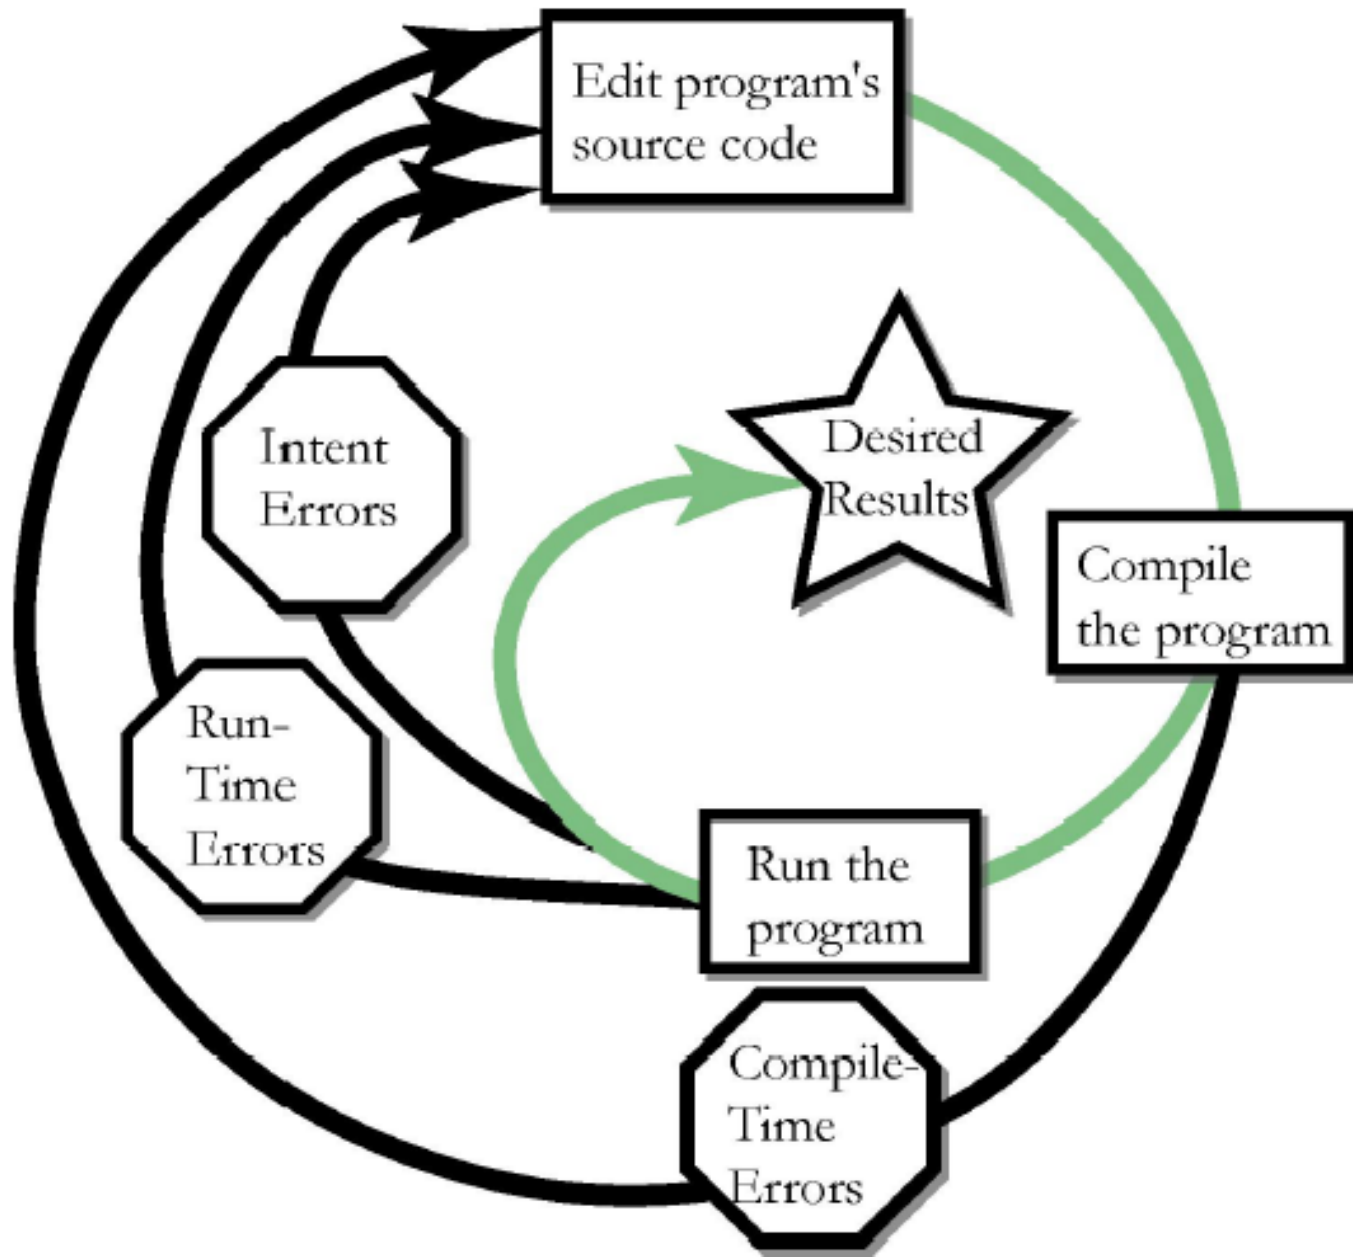 Edit program's
source code
Intent
Errors
Desired
Results
Compile
the program
Run-
Time
Errors
Run the
program
Compile-
Time
Errors